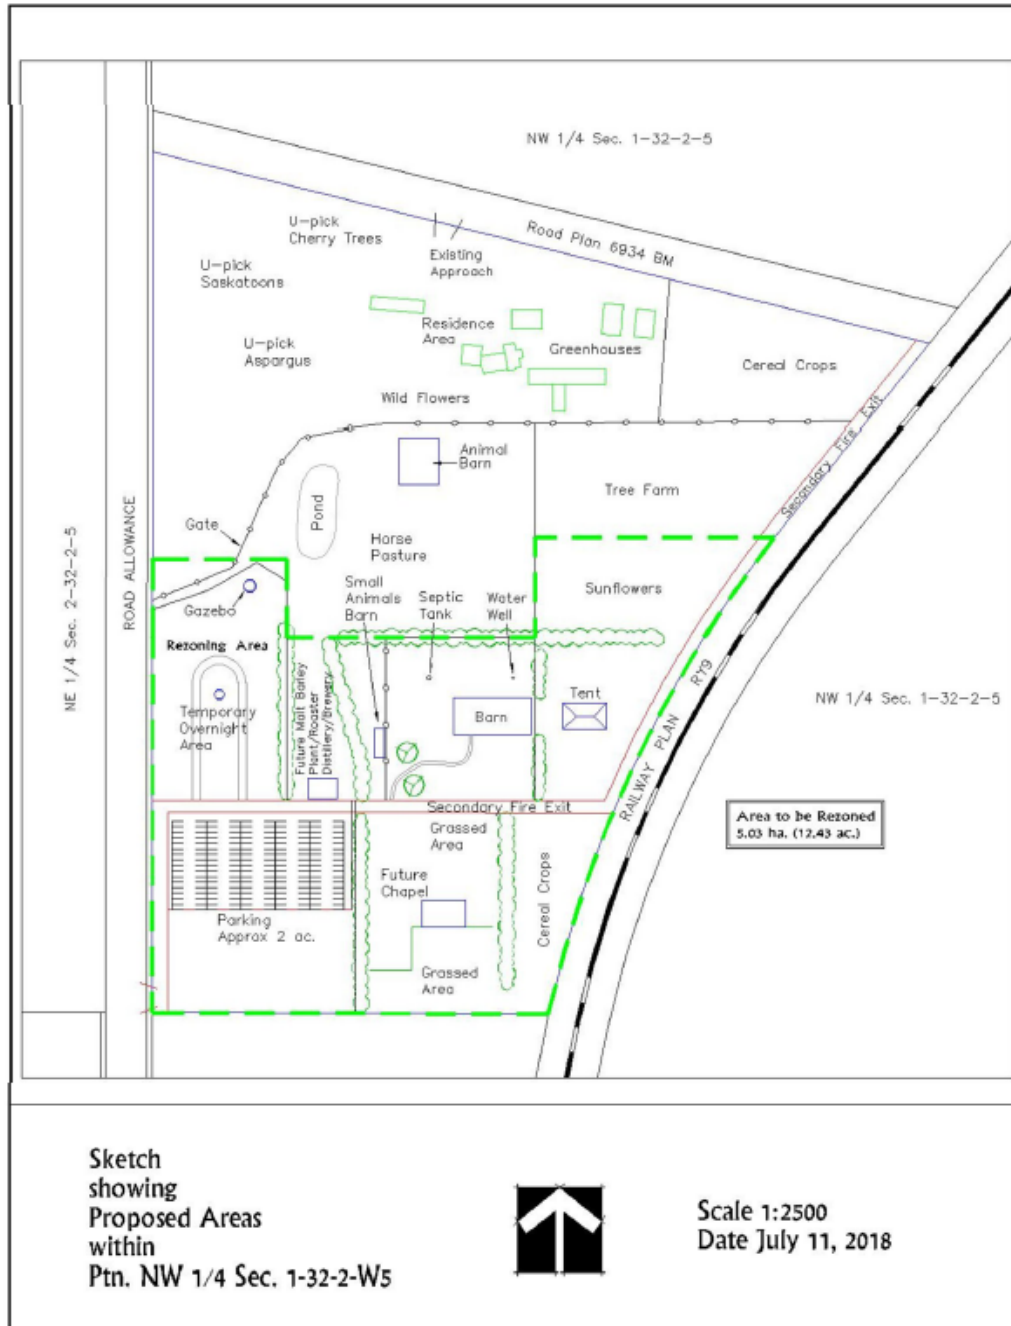 NW 1/4 Sec. 1-32-2-5
Road Plan 6934 BM
U-pick
Cherry Trees
Existing
Approach
U-pick
Saskatoons
U-pick
Aspargus
Residence
Area
Greenhouses
Cereal Crops
Wild Flowers
Secondary Fire Exit
Animal
Barn
Tree Farm
Pond
Gate
Horse
Pasture
ROAD ALLOWANCE
NE 1/4 Sec. 2-32-2-5
Gazebo
Small
Animals
Barn
Septic
Tank
Water
Well
Sunflowers
Rezoning Area
Temporary
Overnight
Area
Future Malt Barley
Plant/Roaster
Distillery/Brewery
Barn
Tent
RAILWAY PLAN RY9
NW 1/4 Sec. 1-32-2-5
Secondary Fire Exit
Grassed
Area
Area to be Rezoned
5.03 ha. (12.43 ac.)
Future
Chapel
Cereal Crops
Parking
Approx 2 ac.
Grassed
Area
Sketch
showing
Proposed Areas
within
Ptn. NW 1/4 Sec. 1-32-2-W5
Scale 1:2500
Date July 11, 2018